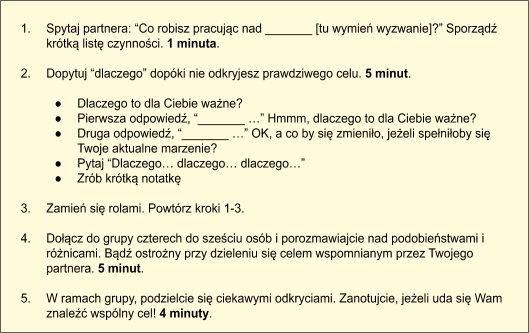 1. Spytaj partnera: “Co robisz pracując nad _______ [tu wymień wyzwanie]?” Sporządź
krótką listę czynności. 1 minuta.
2. Dopytuj “dlaczego” dopóki nie odkryjesz prawdziwego celu. 5 minut.
● Dlaczego to dla Ciebie ważne?
● Pierwsza odpowiedź, “_______ …” Hmmm, dlaczego to dla Ciebie ważne?
● Druga odpowiedź, “_______ …” OK, a co by się zmieniło, jeżeli spełniłoby się
Twoje aktualne marzenie?
● Pytaj “Dlaczego… dlaczego… dlaczego…”
● Zrób krótką notatkę
3. Zamień się rolami. Powtórz kroki 1-3.
4. Dołącz do grupy czterech do sześciu osób i porozmawiajcie nad podobieństwami i
różnicami. Bądź ostrożny przy dzieleniu się celem wspomnianym przez Twojego
partnera. 5 minut.
5. W ramach grupy, podzielcie się ciekawymi odkryciami. Zanotujcie, jeżeli uda się Wam
znaleźć wspólny cel! 4 minuty.